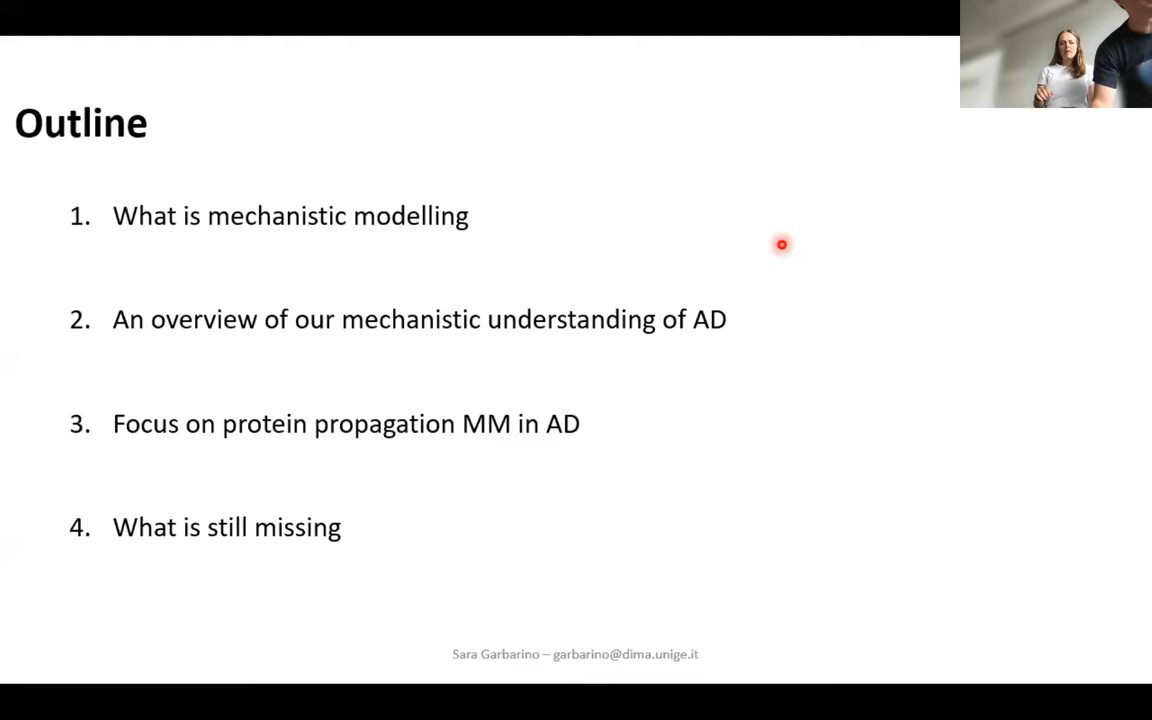 Outline
1. What is mechanistic modelling
2. An overview of our mechanistic understanding of AD
3. Focus on protein propagation MM in AD
4. What is still missing
Sara Garbarino – garbarino@dima.unige.it